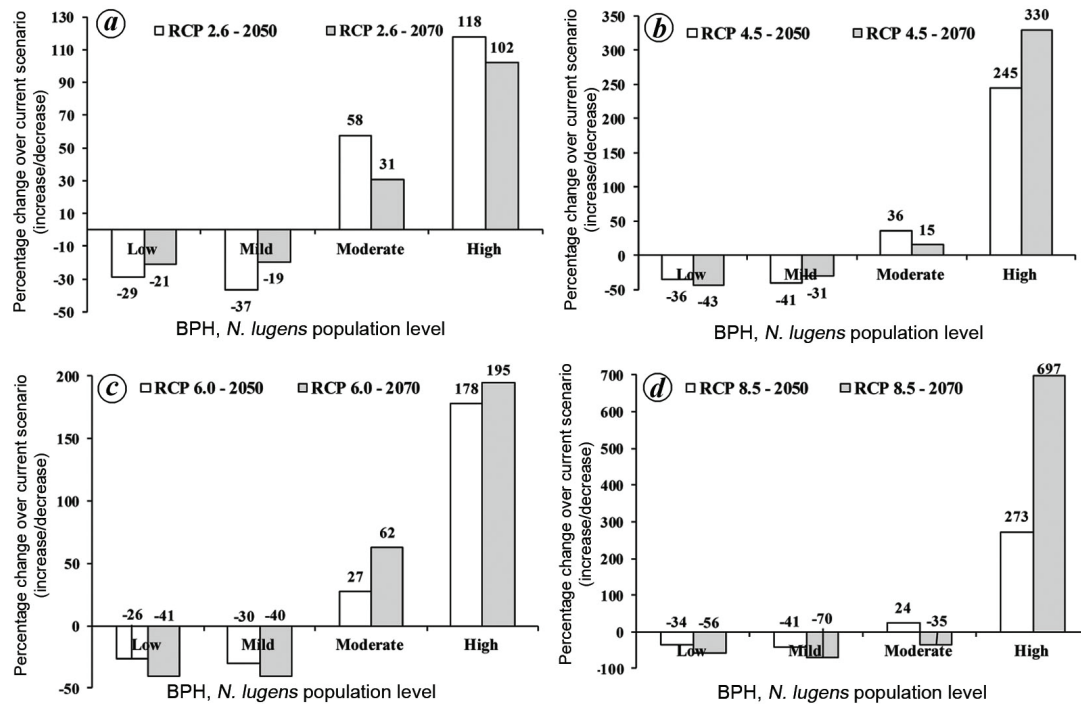 a
RCP 2.6 - 2050 RCP 2.6 - 2070
Percentage change over current scenario
(increase/decrease)
130
110
90
70
50
30
10
-10
-30
-50
118
102
58
31
Low Mild Moderate High
-29 -21 -37 -19
BPH, N. lugens population level
b
RCP 4.5 - 2050 RCP 4.5 - 2070
Percentage change over current scenario
(increase/decrease)
350
300
250
200
150
100
50
0
-50
330
245
36 15
Low Mild Moderate High
-36 -43 -41 -31
BPH, N. lugens population level
c
RCP 6.0 - 2050 RCP 6.0 - 2070
Percentage change over current scenario
(increase/decrease)
200
150
100
50
0
-50
178 195
27 62
-26 -41 -30 -40
Low Mild Moderate High
BPH, N. lugens population level
d
RCP 8.5 - 2050 RCP 8.5 - 2070
Percentage change over current scenario
(increase/decrease)
700
600
500
400
300
200
100
0
-100
697
273
-34 -56 -41 -70 24 -35
Low Mild Moderate High
BPH, N. lugens population level